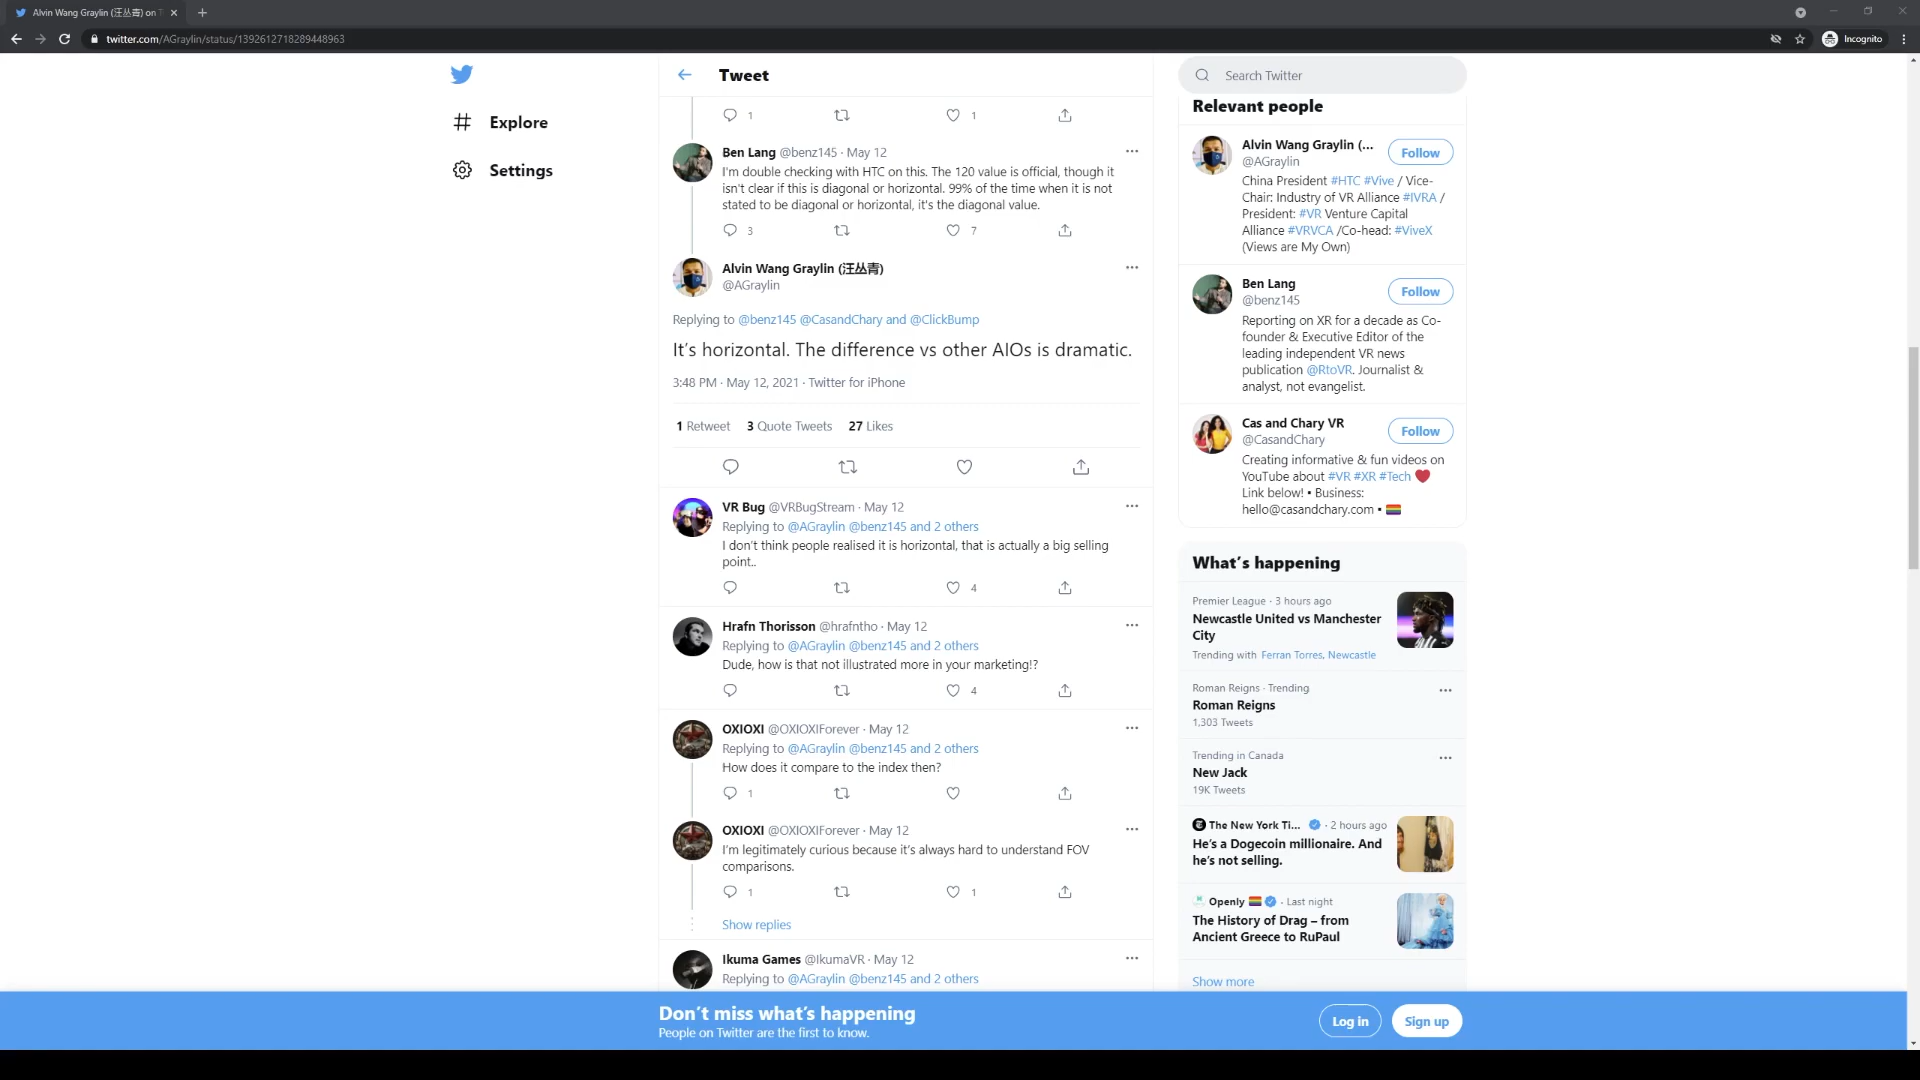 Alvin Wang Graylin (汪丛青) on
twitter.com/AGraylin/status/1392612718289448963
Incognito
Explore
Settings
Tweet
1
1
Ben Lang @benz145 · May 12
I'm double checking with HTC on this. The 120 value is official, though it
isn't clear if this is diagonal or horizontal. 99% of the time when it is not
stated to be diagonal or horizontal, it's the diagonal value.
3
7
Alvin Wang Graylin (汪丛青)
@AGraylin
Replying to @benz145 @CasandChary and @ClickBump
It's horizontal. The difference vs other AIOs is dramatic.
3:48 PM · May 12, 2021 · Twitter for iPhone
1 Retweet 3 Quote Tweets 27 Likes
VR Bug @VRBugStream · May 12
Replying to @AGraylin @benz145 and 2 others
I don't think people realised it is horizontal, that is actually a big selling
point..
4
Hrafn Thorisson @hrafntho · May 12
Replying to @AGraylin @benz145 and 2 others
Dude, how is that not illustrated more in your marketing!?
4
OXIOXI @OXIOXIForever · May 12
Replying to @AGraylin @benz145 and 2 others
How does it compare to the index then?
1
OXIOXI @OXIOXIForever · May 12
I'm legitimately curious because it's always hard to understand FOV
comparisons.
1
1
Show replies
Ikuma Games @IkumaVR · May 12
Replying to @AGraylin @benz145 and 2 others
Search Twitter
Relevant people
Alvin Wang Graylin (...
@AGraylin
Follow
China President #HTC #Vive / Vice-
Chair: Industry of VR Alliance #IVRA /
President: #VR Venture Capital
Alliance #VRVCA /Co-head: #ViveX
(Views are My Own)
Ben Lang
@benz145
Follow
Reporting on XR for a decade as Co-
founder & Executive Editor of the
leading independent VR news
publication @RtoVR. Journalist &
analyst, not evangelist.
Cas and Chary VR
@CasandChary
Follow
Creating informative & fun videos on
YouTube about #VR #XR #Tech ❤️
Link below! • Business:
hello@casandchary.com • 🏳️‍🌈
What's happening
Premier League · 3 hours ago
Newcastle United vs Manchester
City
Trending with Ferran Torres, Newcastle
Roman Reigns · Trending
Roman Reigns
1,303 Tweets
Trending in Canada
New Jack
19K Tweets
The New York Ti... · 2 hours ago
He's a Dogecoin millionaire. And
he's not selling.
Openly 🏳️‍🌈 · Last night
The History of Drag – from
Ancient Greece to RuPaul
Show more
Don't miss what's happening
People on Twitter are the first to know.
Log in
Sign up